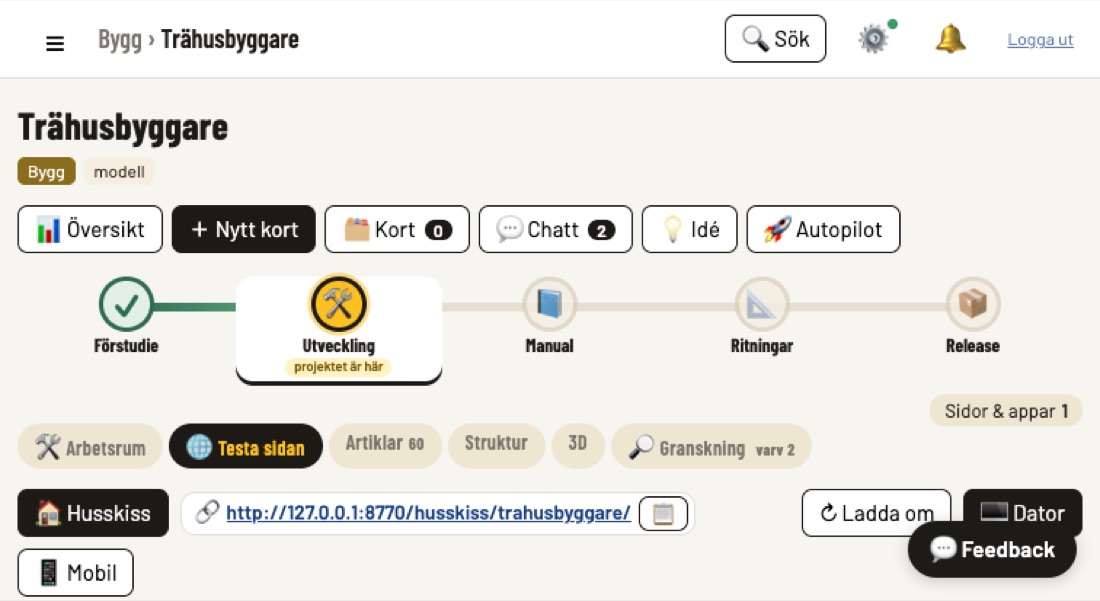 Bygg › Trähusbyggare Sök Logga ut
Trähusbyggare
Bygg modell
Översikt + Nytt kort Kort 0 Chatt 2 Idé Autopilot
Förstudie Utveckling Manual Ritningar Release
projektet är här
Sidor & appar 1
Arbetsrum Testa sidan Artiklar 60 Struktur 3D Granskning varv 2
Husskiss http://127.0.0.1:8770/husskiss/trahusbyggare/ Ladda om Dator
Feedback
Mobil